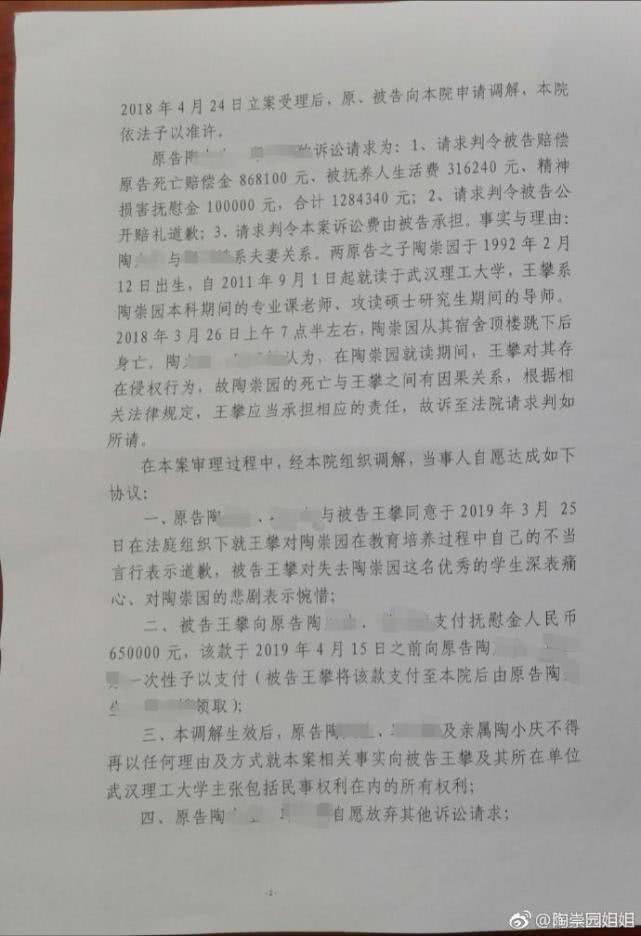 2018 年 4 月 24 日立案受理后，原、被告向本院申请调解，本院
依法予以准许。
原告陶 的诉讼请求为：1、请求判令被告赔偿
原告死亡赔偿金 868100 元、被抚养人生活费 316240 元、精神
损害抚慰金 100000 元，合计 1284340 元；2、请求判令被告公
开赔礼道歉；3、请求判令本案诉讼费由被告承担。事实与理由：
陶 与 系夫妻关系。两原告之子陶崇园于 1992 年 2 月
12 日出生，自 2011 年 9 月 1 日起就读于武汉理工大学，王攀系
陶崇园本科期间的专业课老师、攻读硕士研究生期间的导师。
2018 年 3 月 26 日上午 7 点半左右，陶崇园从其宿舍顶楼跳下后
身亡，陶 认为，在陶崇园就读期间，王攀对其存
在侵权行为，故陶崇园的死亡与王攀之间有因果关系，根据相
关法律规定，王攀应当承担相应的责任，故诉至法院请求判如
所请。
在本案审理过程中，经本院组织调解，当事人自愿达成如下
协议：
一、原告陶 、 与被告王攀同意于 2019 年 3 月 25
日在法庭组织下就王攀对陶崇园在教育培养过程中自己的不当
言行表示道歉，被告王攀对失去陶崇园这名优秀的学生深表痛
心、对陶崇园的悲剧表示惋惜；
二、被告王攀向原告陶 、 支付抚慰金人民币
650000 元，该款于 2019 年 4 月 15 日之前向原告陶
一次性予以支付（被告王攀将该款支付至本院后由原告陶
领取）；
三、本调解生效后，原告陶 、 及亲属陶小庆不得
再以任何理由及方式就本案相关事实向被告王攀及其所在单位
武汉理工大学主张包括民事权利在内的所有权利；
四、原告陶 自愿放弃其他诉讼请求；
-2-
@陶崇园姐姐